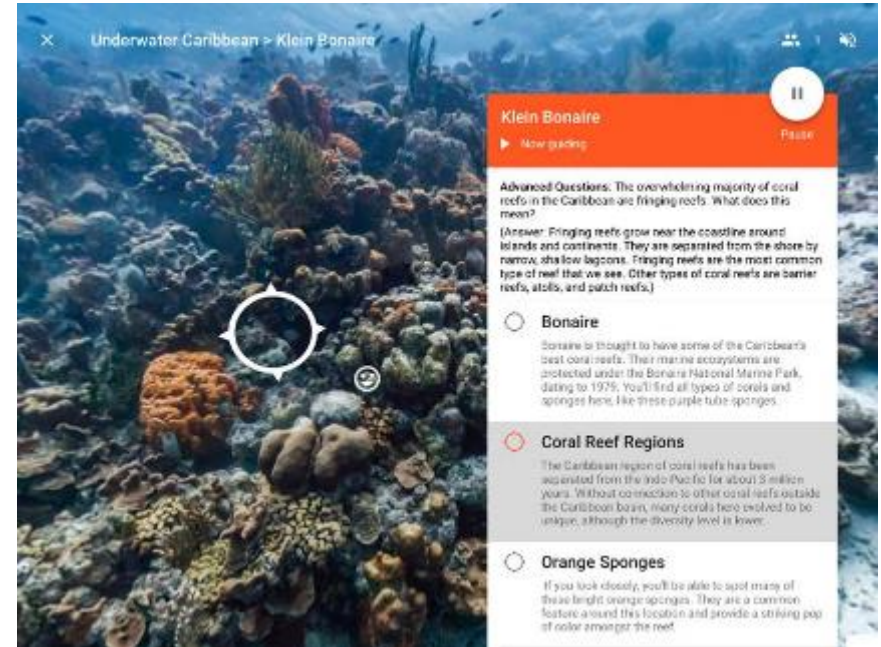 Underwater Caribbean > Klein Bonaire
1
Klein Bonaire
Now guiding
Pause
Advanced Questions: The overwhelming majority of coral
reefs in the Caribbean are fringing reefs. What does this
mean?
(Answer: Fringing reefs grow near the coastline around
islands and continents. They are separated from the shore by
narrow, shallow lagoons. Fringing reefs are the most common
type of reef that we see. Other types of coral reefs are barrier
reefs, atolls, and patch reefs.)
Bonaire
Bonaire is thought to have some of the Caribbean's
best coral reefs. Their marine ecosystems are
protected under the Bonaire National Marine Park,
dating to 1979. You'll find all types of corals and
sponges here, like these purple tube sponges.
Coral Reef Regions
The Caribbean region of coral reefs has been
separated from the Indo-Pacific for about 3 million
years. Without connection to other coral reefs outside
the Caribbean basin, many corals here evolved to be
unique, although the diversity level is lower.
Orange Sponges
If you look closely, you'll be able to spot many of
these bright orange sponges. They are a common
feature around this location and provide a striking pop
of color amongst the reef.